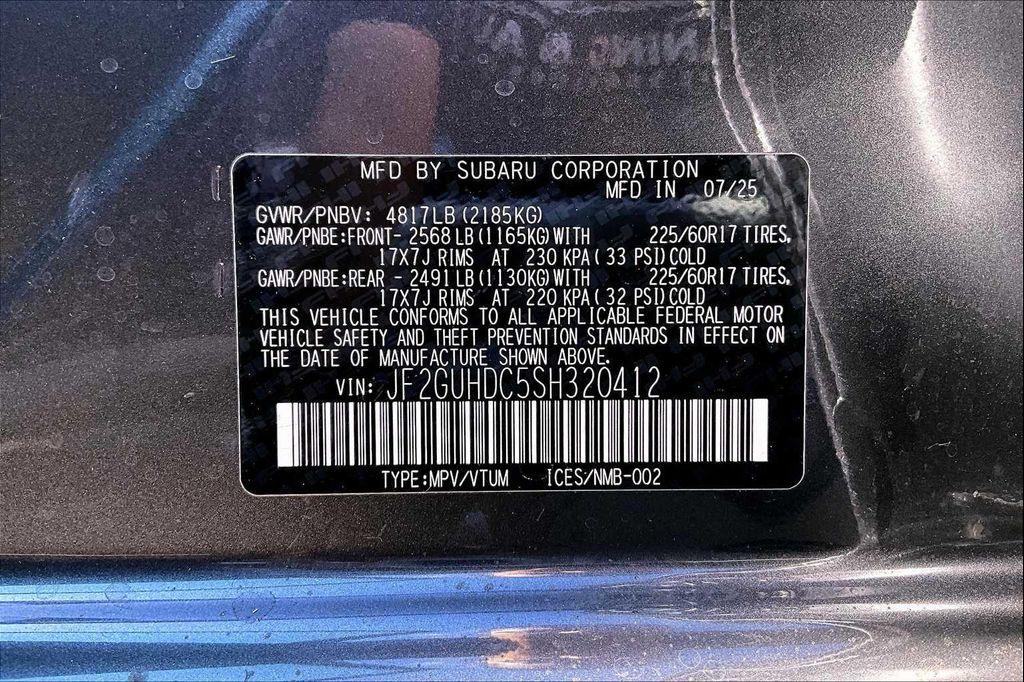 MFD BY SUBARU CORPORATION
MFD IN 07/25
GVWR/PNBV: 4817LB (2185KG)
GAWR/PNBE:FRONT- 2568 LB (1165KG) WITH 225/60R17 TIRES,
17X7J RIMS AT 230 KPA ( 33 PSI) COLD
GAWR/PNBE:REAR - 2491 LB (1130KG) WITH 225/60R17 TIRES,
17X7J RIMS AT 220 KPA ( 32 PSI) COLD
THIS VEHICLE CONFORMS TO ALL APPLICABLE FEDERAL MOTOR
VEHICLE SAFETY AND THEFT PREVENTION STANDARDS IN EFFECT ON
THE DATE OF MANUFACTURE SHOWN ABOVE.
VIN: JF2GUHDC5SH320412
TYPE:MPV/VTUM ICES/NMB-002